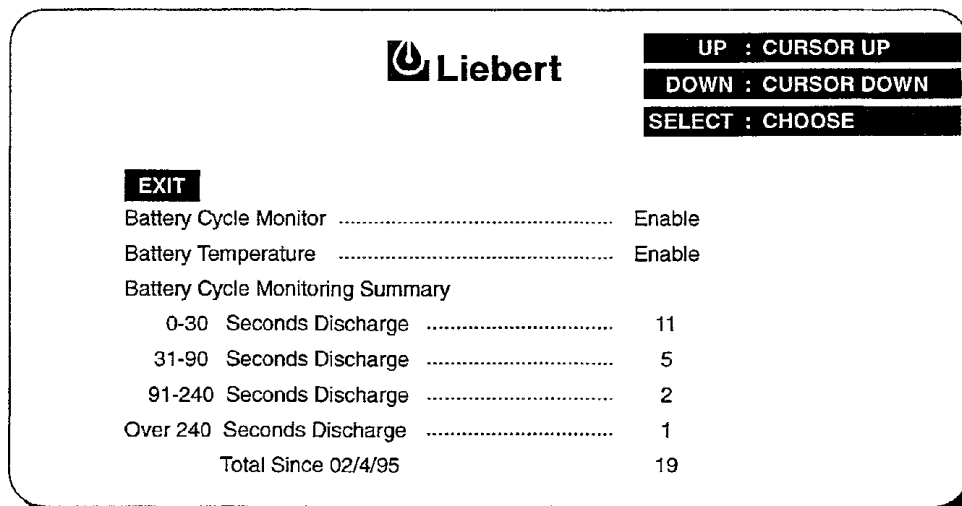 Liebert
UP : CURSOR UP
DOWN : CURSOR DOWN
SELECT : CHOOSE
EXIT
Battery Cycle Monitor .............................................. Enable
Battery Temperature .............................................. Enable
Battery Cycle Monitoring Summary
0-30 Seconds Discharge ............................... 11
31-90 Seconds Discharge ............................... 5
91-240 Seconds Discharge ............................... 2
Over 240 Seconds Discharge ............................... 1
Total Since 02/4/95 19